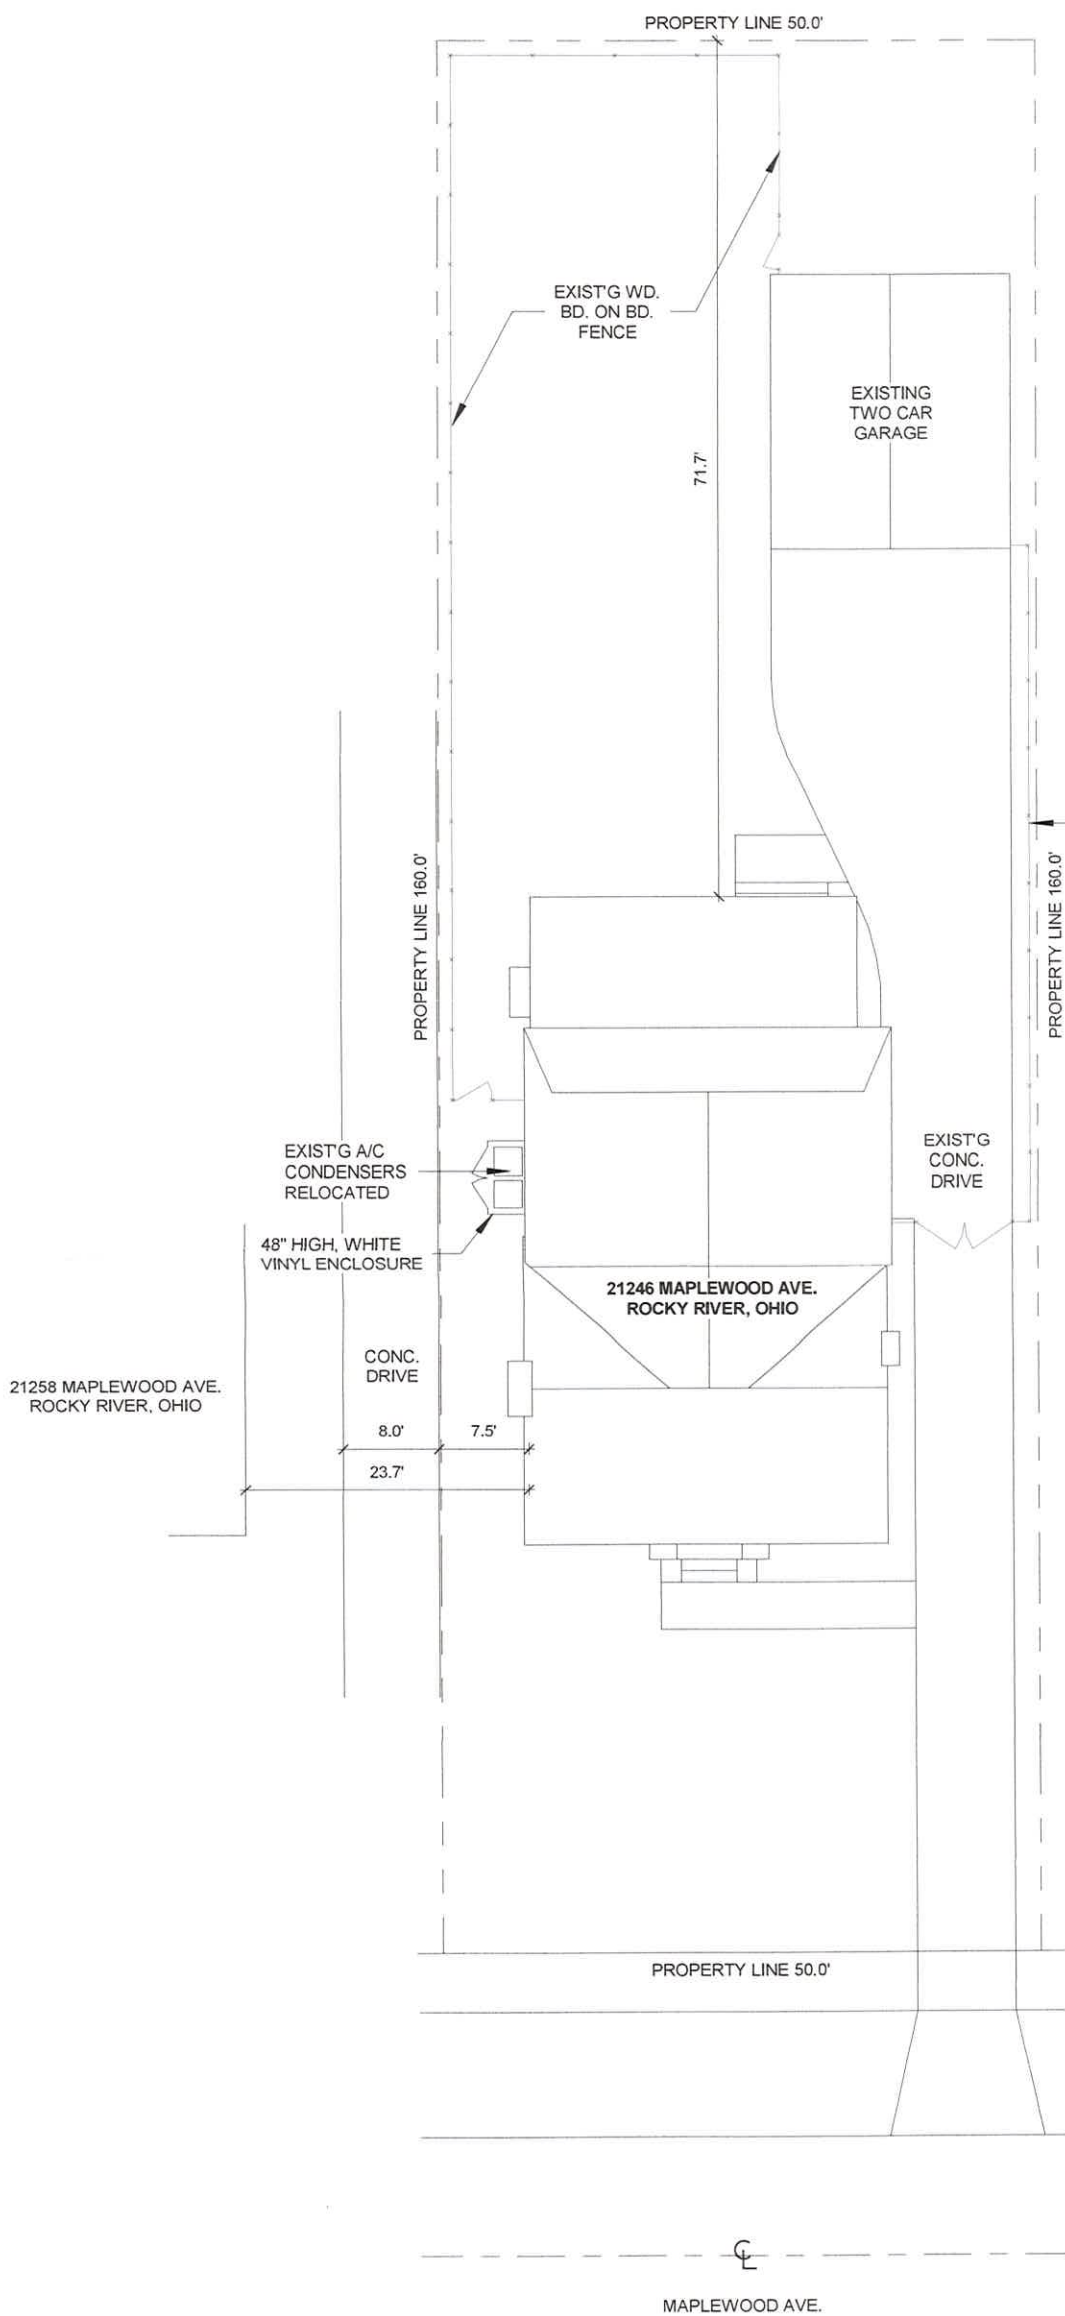 PROPERTY LINE 50.0'
EXIST'G WD.
BD. ON BD.
FENCE
EXISTING
TWO CAR
GARAGE
71.7'
PROPERTY LINE 160.0'
PROPERTY LINE 160.0'
EXIST'G A/C
CONDENSERS
RELOCATED
EXIST'G
CONC.
DRIVE
48" HIGH, WHITE
VINYL ENCLOSURE
21246 MAPLEWOOD AVE.
ROCKY RIVER, OHIO
CONC.
DRIVE
21258 MAPLEWOOD AVE.
ROCKY RIVER, OHIO
8.0'
7.5'
23.7'
PROPERTY LINE 50.0'
CL
MAPLEWOOD AVE.